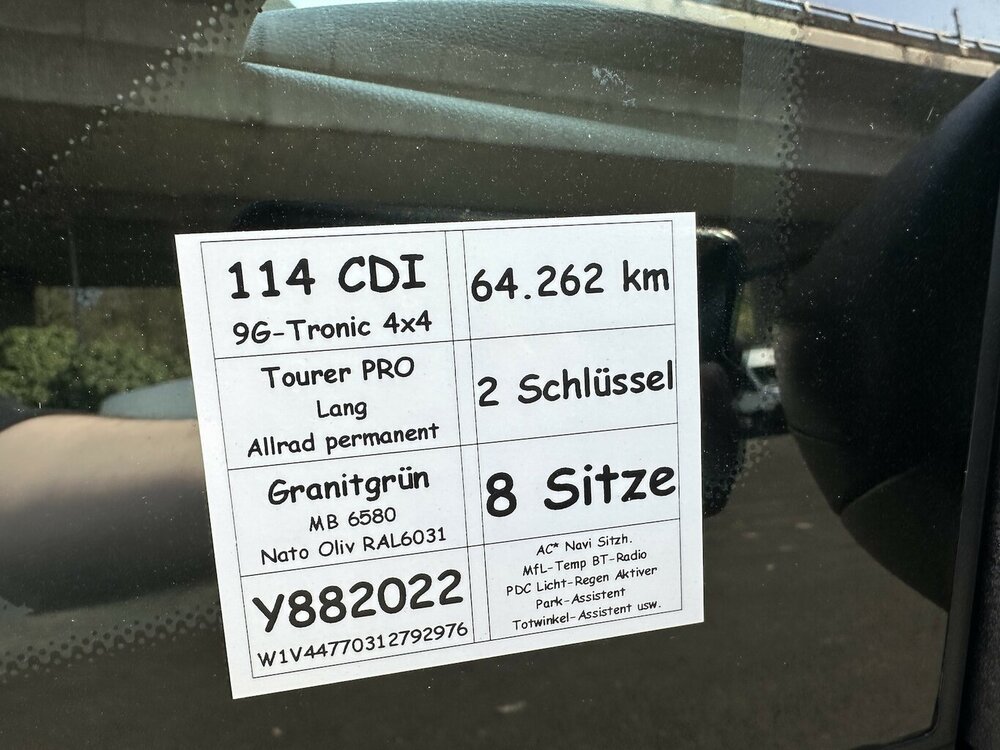 114 CDI
9G-Tronic 4x4
Tourer PRO
Lang
Allrad permanent
Granitgrün
MB 6580
Nato Oliv RAL6031
Y882022
W1V44770312792976
64.262 km
2 Schlüssel
8 Sitze
AC* Navi Sitzh.
MfL-Temp BT-Radio
PDC Licht-Regen Aktiver
Park-Assistent
Totwinkel-Assistent usw.